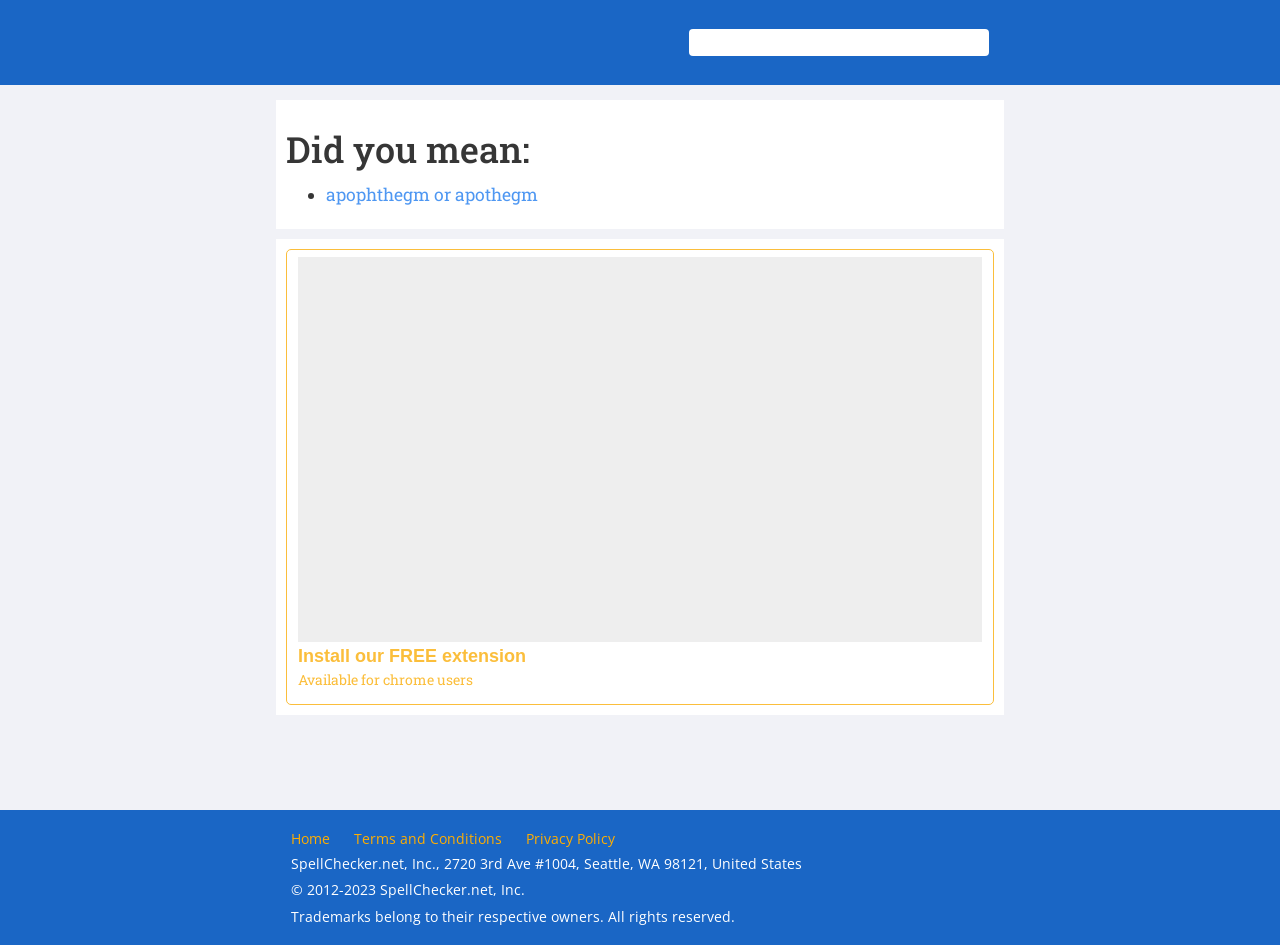 Did you mean:
apophthegm or apothegm
Install our FREE extension
Available for chrome users
Home Terms and Conditions Privacy Policy
SpellChecker.net, Inc., 2720 3rd Ave #1004, Seattle, WA 98121, United States
© 2012-2023 SpellChecker.net, Inc.
Trademarks belong to their respective owners. All rights reserved.